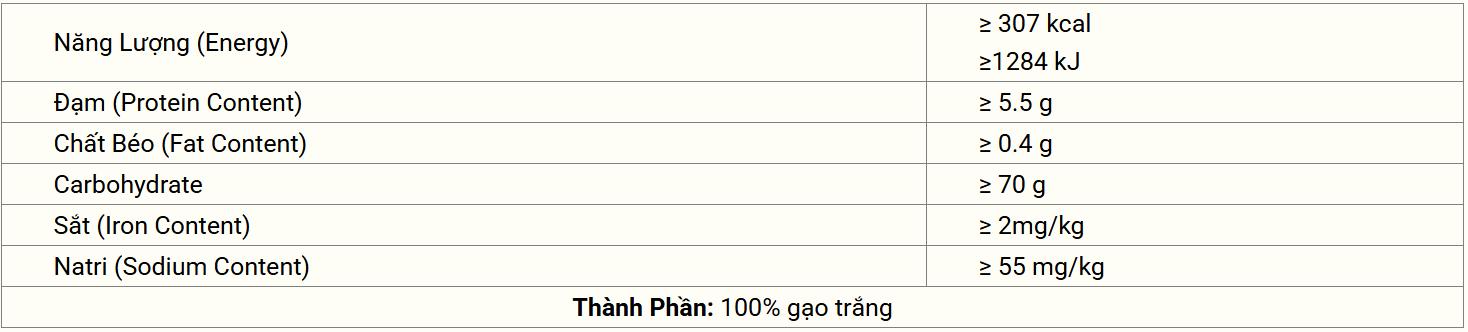 Năng Lượng (Energy)
≥ 307 kcal
≥1284 kJ
Đạm (Protein Content)
≥ 5.5 g
Chất Béo (Fat Content)
≥ 0.4 g
Carbohydrate
≥ 70 g
Sắt (Iron Content)
≥ 2mg/kg
Natri (Sodium Content)
≥ 55 mg/kg
Thành Phần: 100% gạo trắng